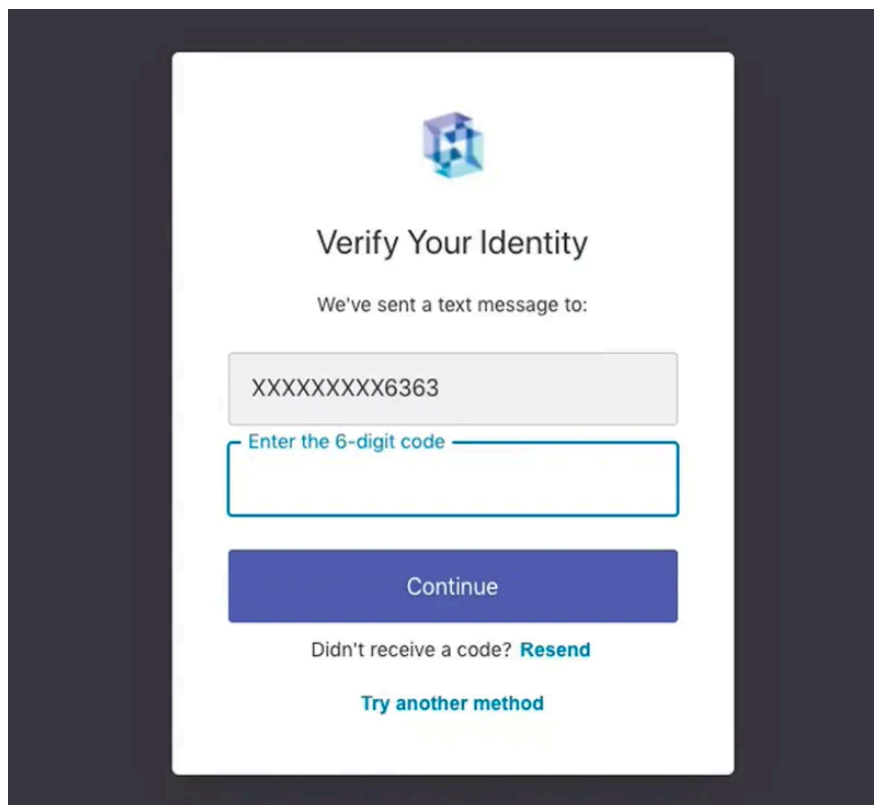 Verify Your Identity
We've sent a text message to:
XXXXXXXXX6363
Enter the 6-digit code
Continue
Didn't receive a code? Resend
Try another method